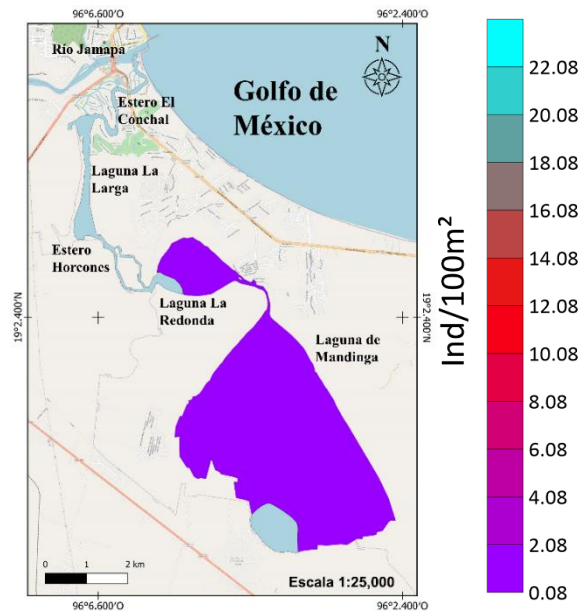 96°6.600'O
96°2.400'O
Río Jamapa
N
Estero El
Conchal
Golfo de
México
Laguna La
Larga
Estero
Horcones
Laguna La
Redonda
19°2.400'N
19°2.400'N
Laguna de
Mandinga
0 1 2 km
Escala 1:25,000
96°6.600'O
96°2.400'O
Ind/100m²
22.08
20.08
18.08
16.08
14.08
12.08
10.08
8.08
6.08
4.08
2.08
0.08